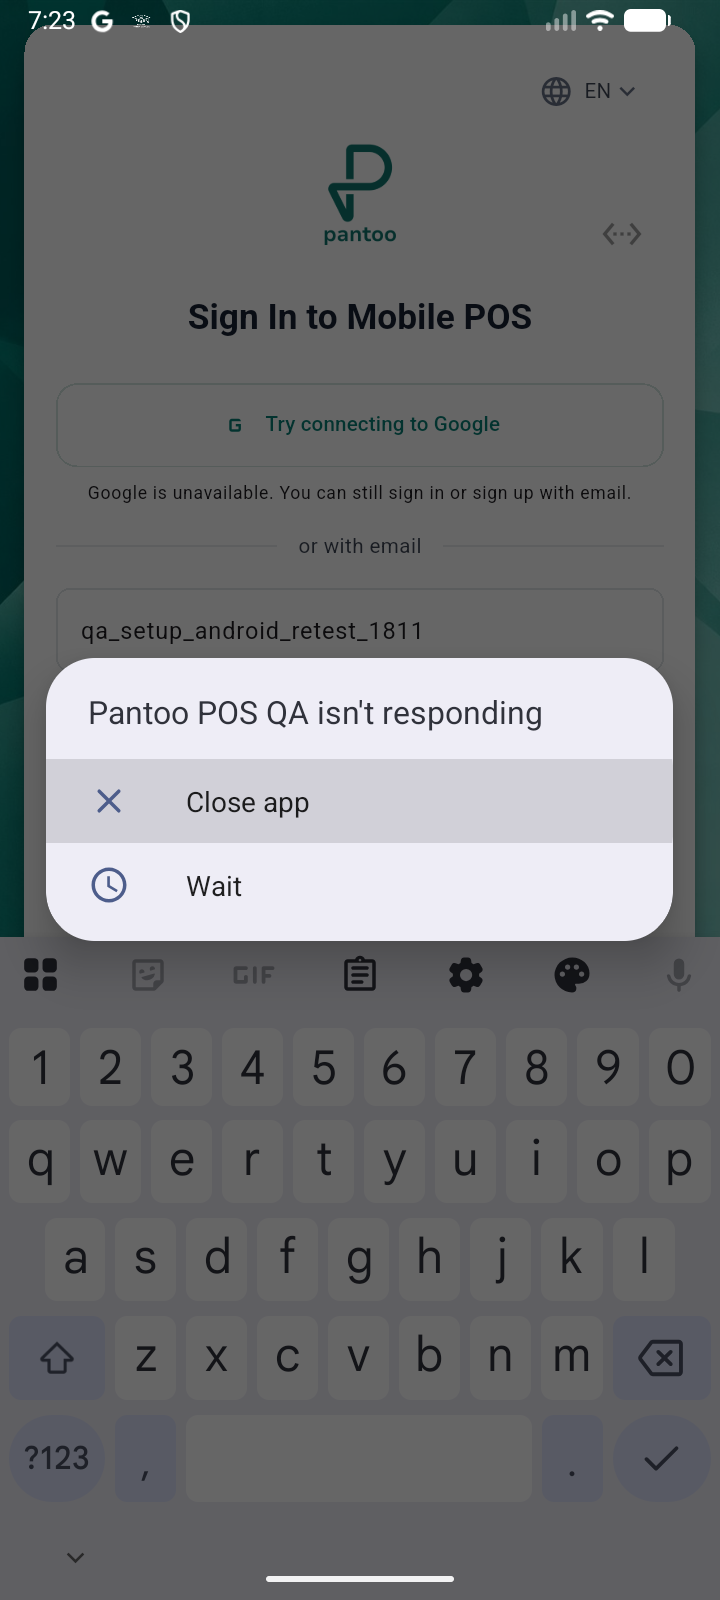 7:23
EN
pantoo
Sign In to Mobile POS
G Try connecting to Google
Google is unavailable. You can still sign in or sign up with email.
or with email
qa_setup_android_retest_1811
Pantoo POS QA isn't responding
Close app
Wait
GIF
1 2 3 4 5 6 7 8 9 0
q w e r t y u i o p
a s d f g h j k l
z x c v b n m
?123 , .